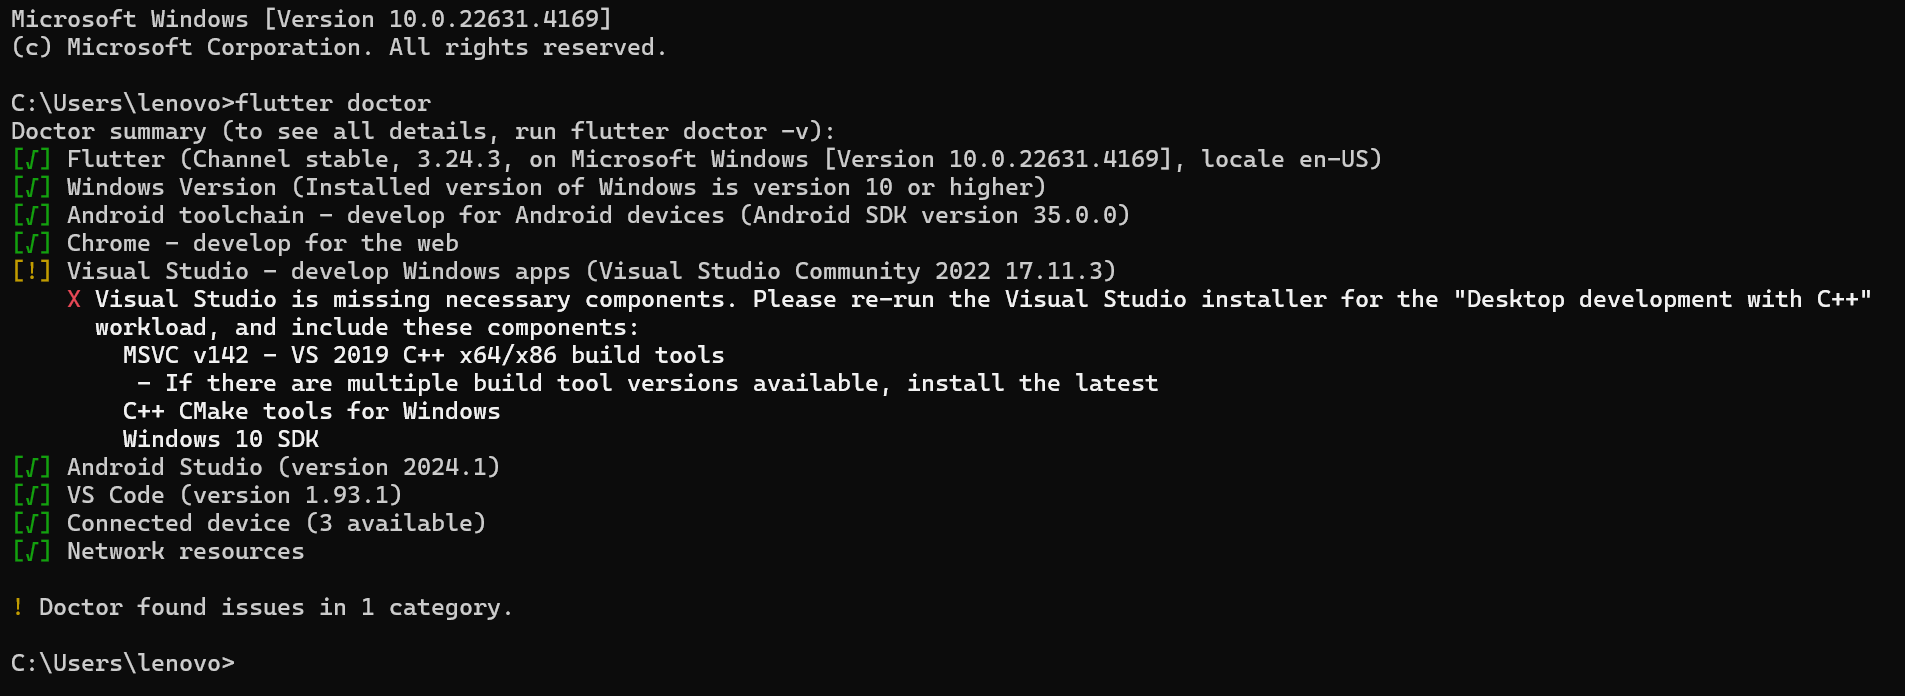 Microsoft Windows [Version 10.0.22631.4169]
(c) Microsoft Corporation. All rights reserved.
C:\Users\lenovo>flutter doctor
Doctor summary (to see all details, run flutter doctor -v):
[√] Flutter (Channel stable, 3.24.3, on Microsoft Windows [Version 10.0.22631.4169], locale en-US)
[√] Windows Version (Installed version of Windows is version 10 or higher)
[√] Android toolchain - develop for Android devices (Android SDK version 35.0.0)
[√] Chrome - develop for the web
[!] Visual Studio - develop Windows apps (Visual Studio Community 2022 17.11.3)
X Visual Studio is missing necessary components. Please re-run the Visual Studio installer for the "Desktop development with C++"
workload, and include these components:
MSVC v142 - VS 2019 C++ x64/x86 build tools
- If there are multiple build tool versions available, install the latest
C++ CMake tools for Windows
Windows 10 SDK
[√] Android Studio (version 2024.1)
[√] VS Code (version 1.93.1)
[√] Connected device (3 available)
[√] Network resources
! Doctor found issues in 1 category.
C:\Users\lenovo>